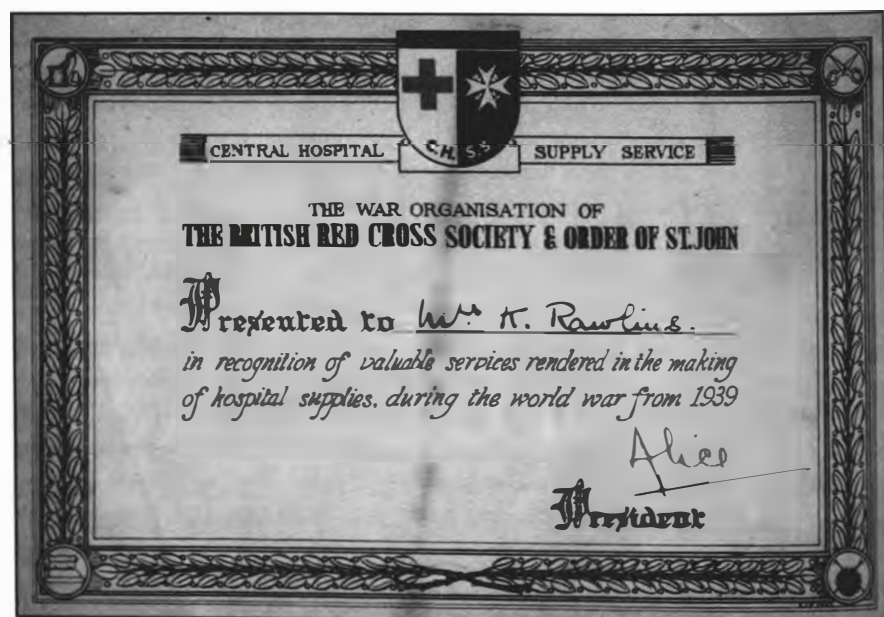 C.H.S.S
CENTRAL HOSPITAL SUPPLY SERVICE
THE WAR ORGANISATION OF
THE BRITISH RED CROSS SOCIETY & ORDER OF ST. JOHN
Presented to Mrs K. Rawlins.
in recognition of valuable services rendered in the making
of hospital supplies, during the world war from 1939
Alice
President